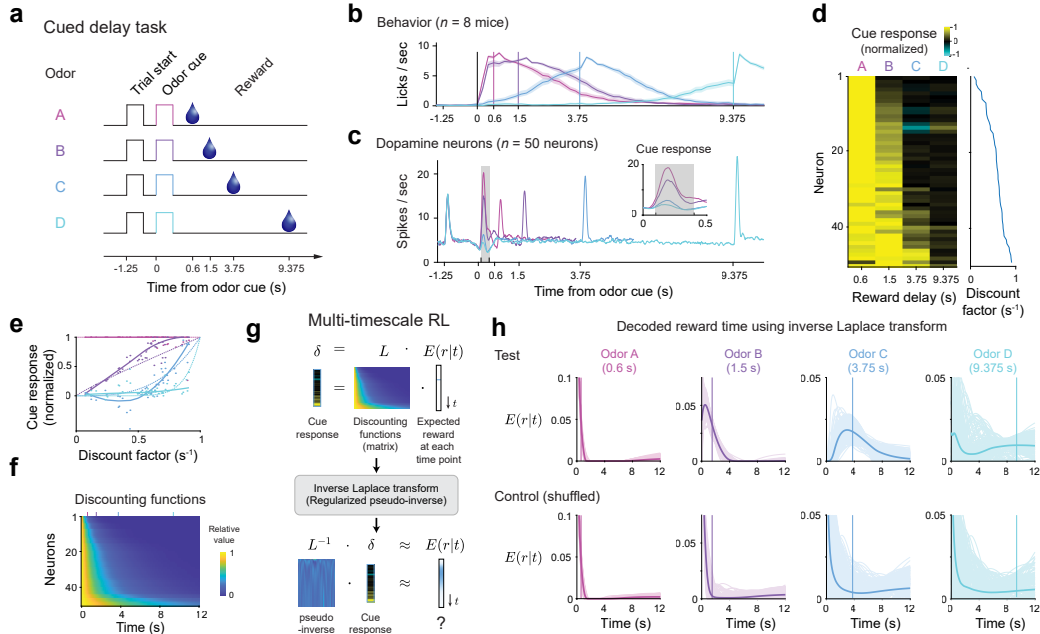 a
Cued delay task
Odor
Trial start
Odor cue
Reward
A
B
C
D
-1.25 0 0.6 1.5 3.75 9.375
Time from odor cue (s)
b
Behavior (n = 8 mice)
Licks / sec
10
5
0
-1.25 0 0.6 1.5 3.75 9.375
c
Dopamine neurons (n = 50 neurons)
Spikes / sec
20
10
0
Cue response
20
0
0 0.5
-1.25 0 0.6 1.5 3.75 9.375
Time from odor cue (s)
d
Cue response
(normalized)
1
0
-1
A B C D
Neuron
1
20
40
0.6 1.5 3.75 9.375
Reward delay (s)
0 1
Discount
factor (s⁻¹)
e
Cue response
(normalized)
1
0
0 0.5 1
Discount factor (s⁻¹)
f
Discounting functions
Neurons
1
20
40
0 4 8 12
Time (s)
Relative
value
1
0
g
Multi-timescale RL
δ = L · E(r|t)
= ·
t
Cue
response
Discounting
functions
(matrix)
Expected
reward
at each
time point
Inverse Laplace transform
(Regularized pseudo-inverse)
L⁻¹ · δ ≈ E(r|t)
· ≈
t
pseudo
-inverse
Cue
response
?
h
Decoded reward time using inverse Laplace transform
Test
Odor A
(0.6 s)
Odor B
(1.5 s)
Odor C
(3.75 s)
Odor D
(9.375 s)
E(r|t)
0.1
0
0 4 8 12
0.05
0
0 4 8 12
0.05
0
0 4 8 12
0.05
0
0 4 8 12
Control (shuffled)
E(r|t)
0.1
0
0 4 8 12
Time (s)
0.05
0
0 4 8 12
Time (s)
0.05
0
0 4 8 12
Time (s)
0.05
0
0 4 8 12
Time (s)